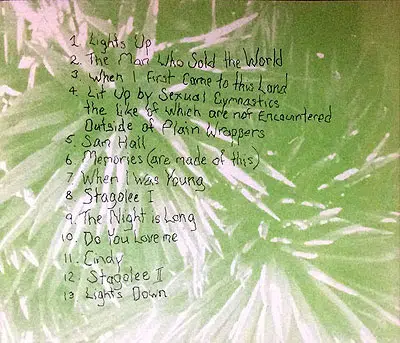 1. Lights Up
2. The Man Who Sold the World
3. When I First Came to this Land
4. Lit Up by Sexual Gymnastics
the like of which are not Encountered
Outside of Plain Wrappers
5. Sam Hall
6. Memories (are made of this)
7. When I was Young
8 Stagolee I
9. The Night is Long
10. Do You Love me
11. Cindy
12. Stagolee II
13 Lights Down